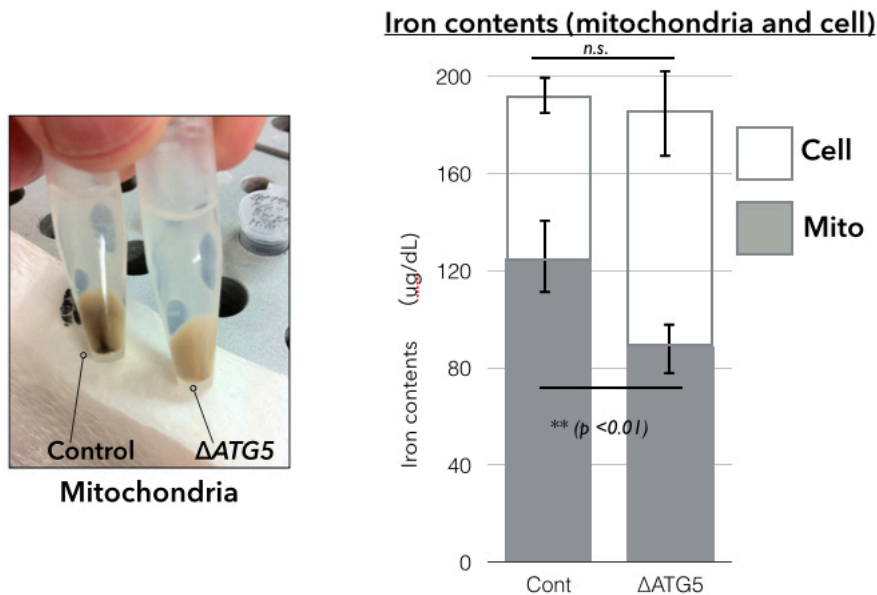 Iron contents (mitochondria and cell)
n.s.
200
160
120
80
40
0
Iron contents (ug/dL)
Cell
Mito
** (p <0.01)
Cont ΔATG5
Control ΔATG5
Mitochondria